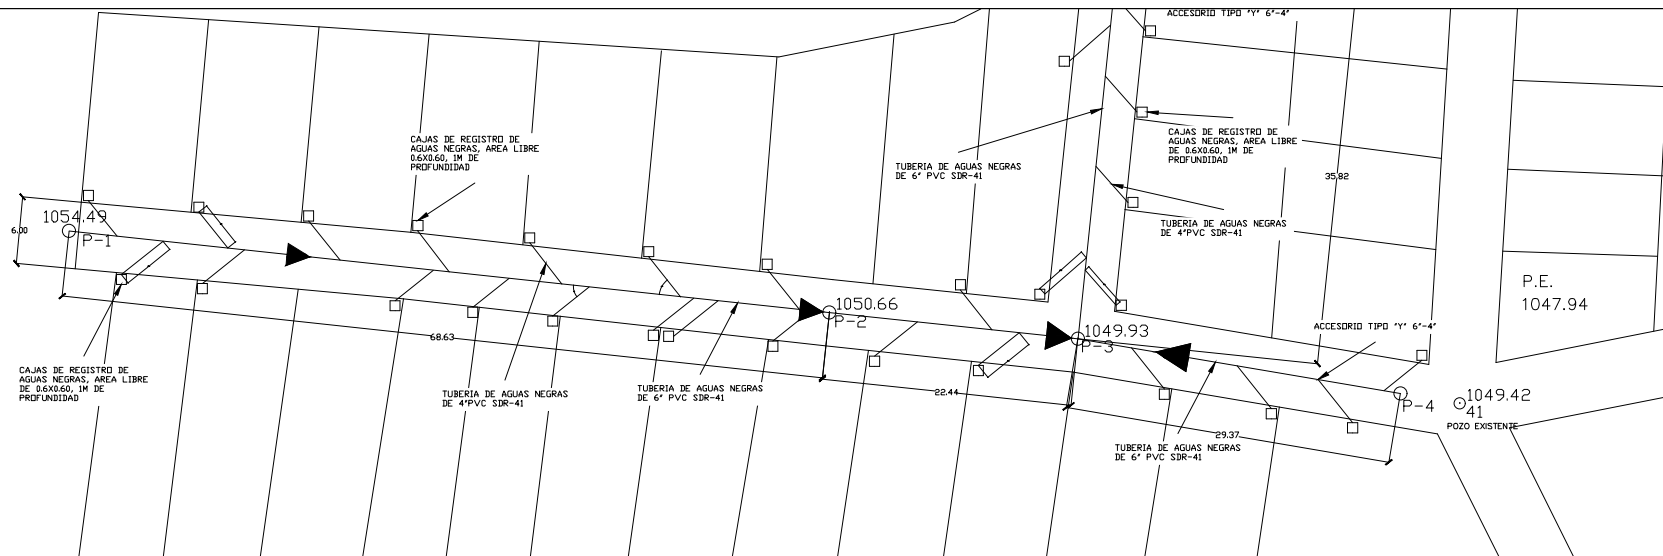 ACCESORIO TIPO "Y" 6"-4"
CAJAS DE REGISTRO DE
AGUAS NEGRAS, AREA LIBRE
0.6X0.60, 1M DE
PROFUNDIDAD
CAJAS DE REGISTRO DE
AGUAS NEGRAS, AREA LIBRE
DE 0.6X0.60, 1M DE
PROFUNDIDAD
TUBERIA DE AGUAS NEGRAS
DE 6" PVC SDR-41
35.82
TUBERIA DE AGUAS NEGRAS
DE 4"PVC SDR-41
6.00
1054.49
P-1
P.E.
1047.94
1050.66
P-2
1049.93
P-3
ACCESORIO TIPO "Y" 6"-4"
68.63
CAJAS DE REGISTRO DE
AGUAS NEGRAS, AREA LIBRE
DE 0.6X0.60, 1M DE
PROFUNDIDAD
TUBERIA DE AGUAS NEGRAS
DE 4"PVC SDR-41
TUBERIA DE AGUAS NEGRAS
DE 6" PVC SDR-41
22.44
P-4
1049.42
41
POZO EXISTENTE
29.37
TUBERIA DE AGUAS NEGRAS
DE 6" PVC SDR-41